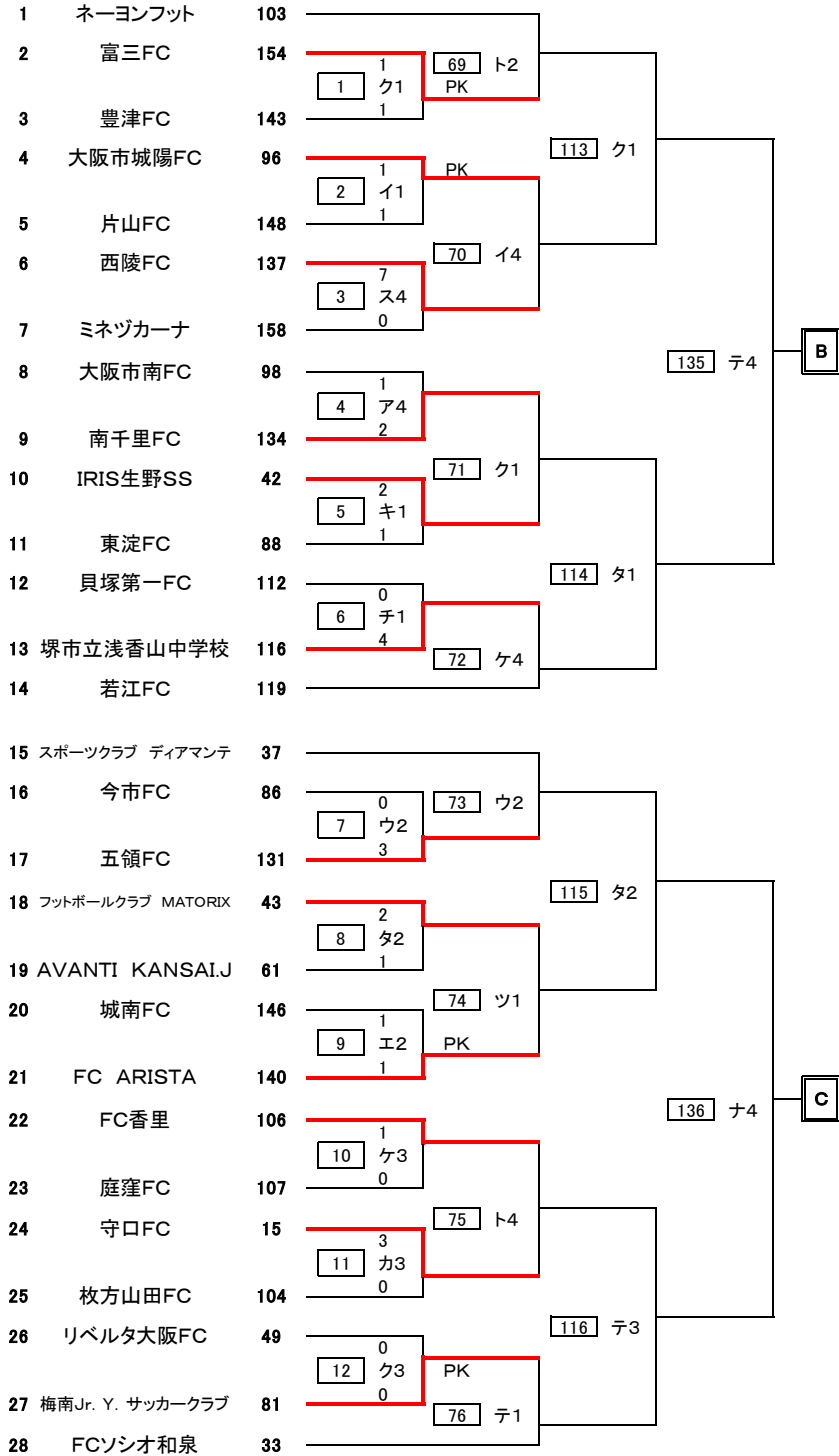 1 ネーヨンフット 103
2 富三FC 154
1
69 ト2
1 ク1
PK
1
3 豊津FC 143
113 ク1
4 大阪市城陽FC 96
1
PK
2 イ1
1
5 片山FC 148
70 イ4
6 西陵FC 137
7
3 ス4
0
7 ミネヅカーナ 158
135 テ4
B
8 大阪市南FC 98
1
4 ア4
2
9 南千里FC 134
71 ク1
10 IRIS生野SS 42
2
5 キ1
1
11 東淀FC 88
114 タ1
12 貝塚第一FC 112
0
6 チ1
4
13 堺市立浅香山中学校 116
72 ケ4
14 若江FC 119
15 スポーツクラブ ディアマンテ 37
16 今市FC 86
0
73 ウ2
7 ウ2
3
17 五領FC 131
115 タ2
18 フットボールクラブ MATORIX 43
2
8 タ2
1
19 AVANTI KANSAI.J 61
74 ツ1
20 城南FC 146
1
9 エ2
PK
1
21 FC ARISTA 140
136 ナ4
C
22 FC香里 106
1
10 ケ3
0
23 庭窪FC 107
75 ト4
24 守口FC 15
3
11 カ3
0
25 枚方山田FC 104
116 テ3
26 リベルタ大阪FC 49
0
12 ク3
PK
0
27 梅南Jr. Y. サッカークラブ 81
76 テ1
28 FCソシオ和泉 33